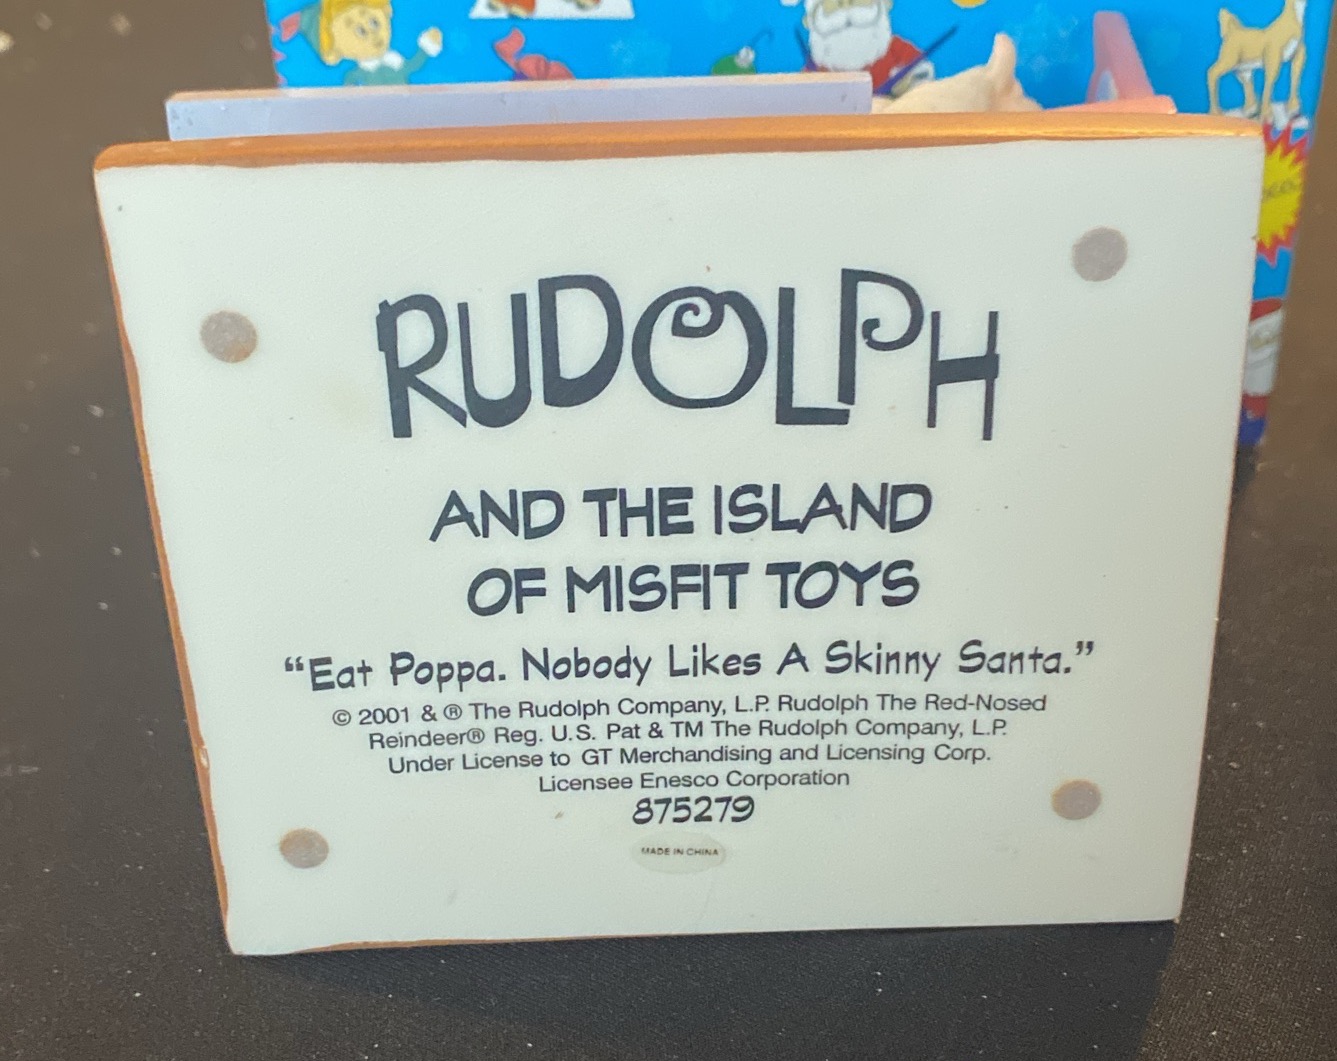 RUDOLPH
AND THE ISLAND
OF MISFIT TOYS
“Eat Poppa. Nobody Likes A Skinny Santa.”
© 2001 & ® The Rudolph Company, L.P. Rudolph The Red-Nosed
Reindeer® Reg. U.S. Pat & TM The Rudolph Company, L.P.
Under License to GT Merchandising and Licensing Corp.
Licensee Enesco Corporation
875279
MADE IN CHINA